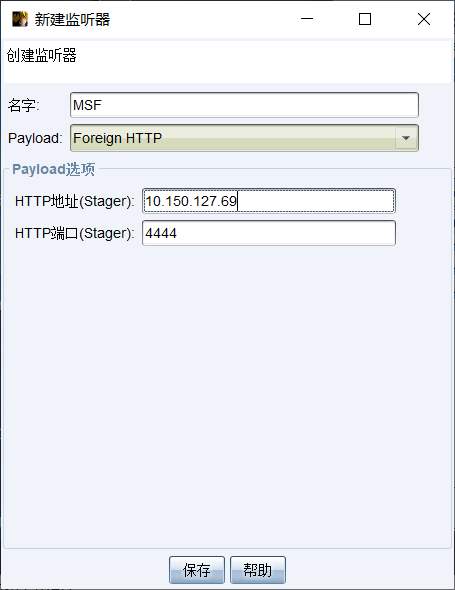 新建监听器
创建监听器
名字: MSF
Payload: Foreign HTTP
Payload选项
HTTP地址(Stager): 10.150.127.69
HTTP端口(Stager): 4444
保存 帮助